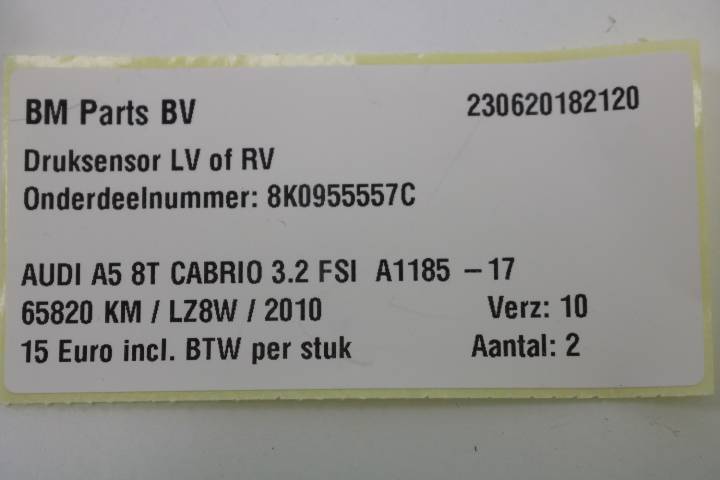 BM Parts BV 230620182120
Druksensor LV of RV
Onderdeelnummer: 8K0955557C
AUDI A5 8T CABRIO 3.2 FSI A1185 - 17
65820 KM / LZ8W / 2010 Verz: 10
15 Euro incl. BTW per stuk Aantal: 2